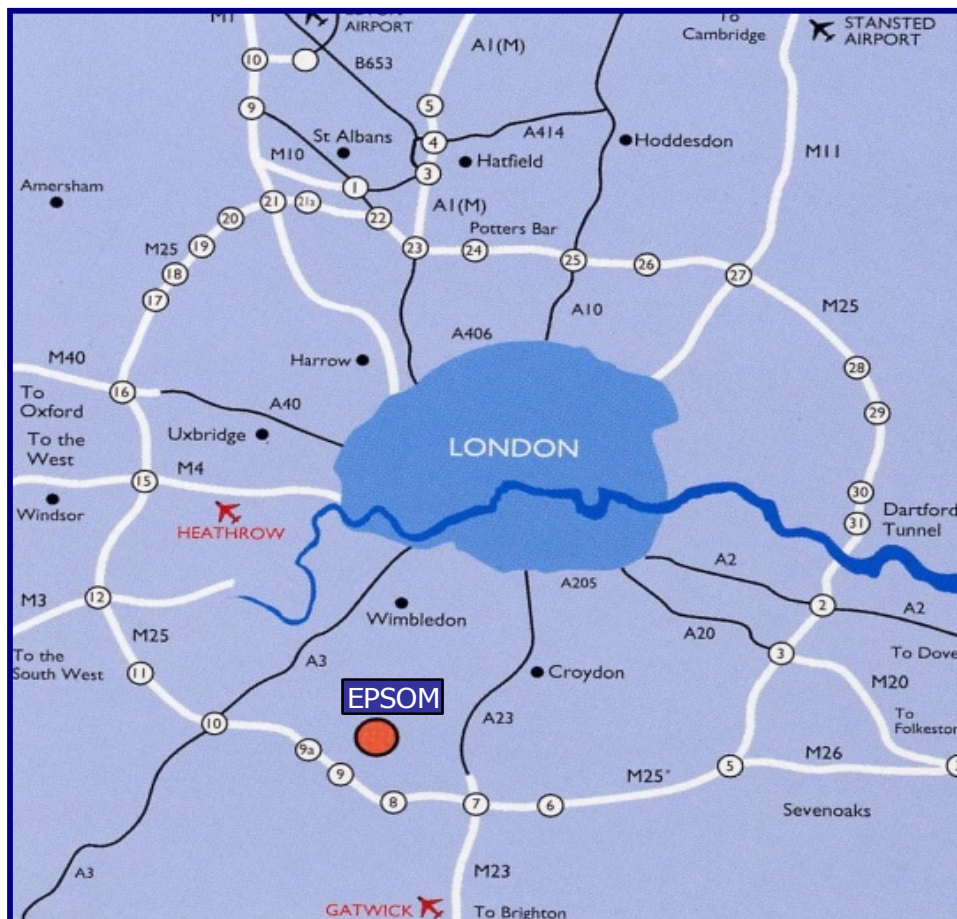 M1
AIRPORT
10
B653
A1(M)
To
Cambridge
STANSTED
AIRPORT
9
5
St Albans
4
A414
Hoddesdon
M10
Hatfield
M11
Amersham
1
3
21
21a
A1(M)
20
22
Potters Bar
M25
19
23
24
25
26
27
18
17
M25
A10
A406
M40
Harrow
28
16
To
Oxford
A40
29
To the
West
Uxbridge
LONDON
15
M4
30
Windsor
HEATHROW
31
Dartford
Tunnel
A2
A205
M3
12
Wimbledon
2
A2
M25
A20
To the
South West
11
A3
Croydon
3
To Dove
M20
EPSOM
A23
To
Folkeston
10
9a
9
5
M26
M25*
8
7
6
Sevenoaks
A3
M23
GATWICK
To Brighton